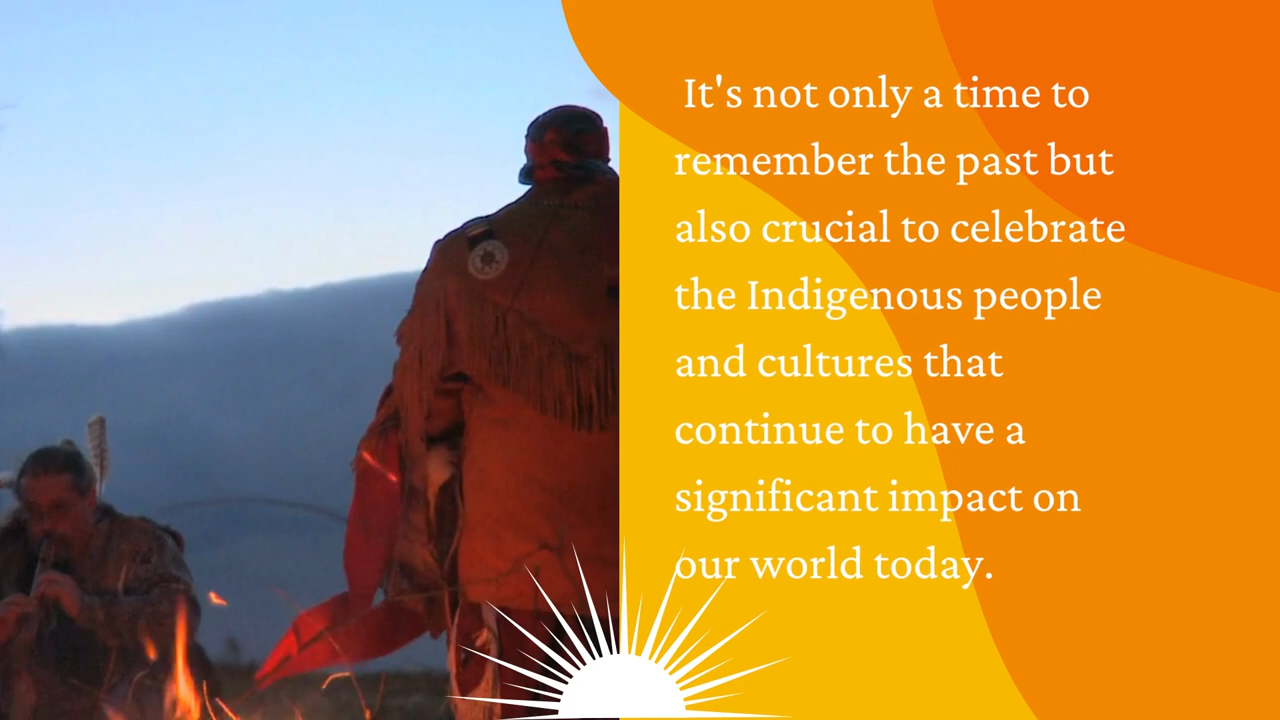 It's not only a time to
remember the past but
also crucial to celebrate
the Indigenous people
and cultures that
continue to have a
significant impact on
our world today.